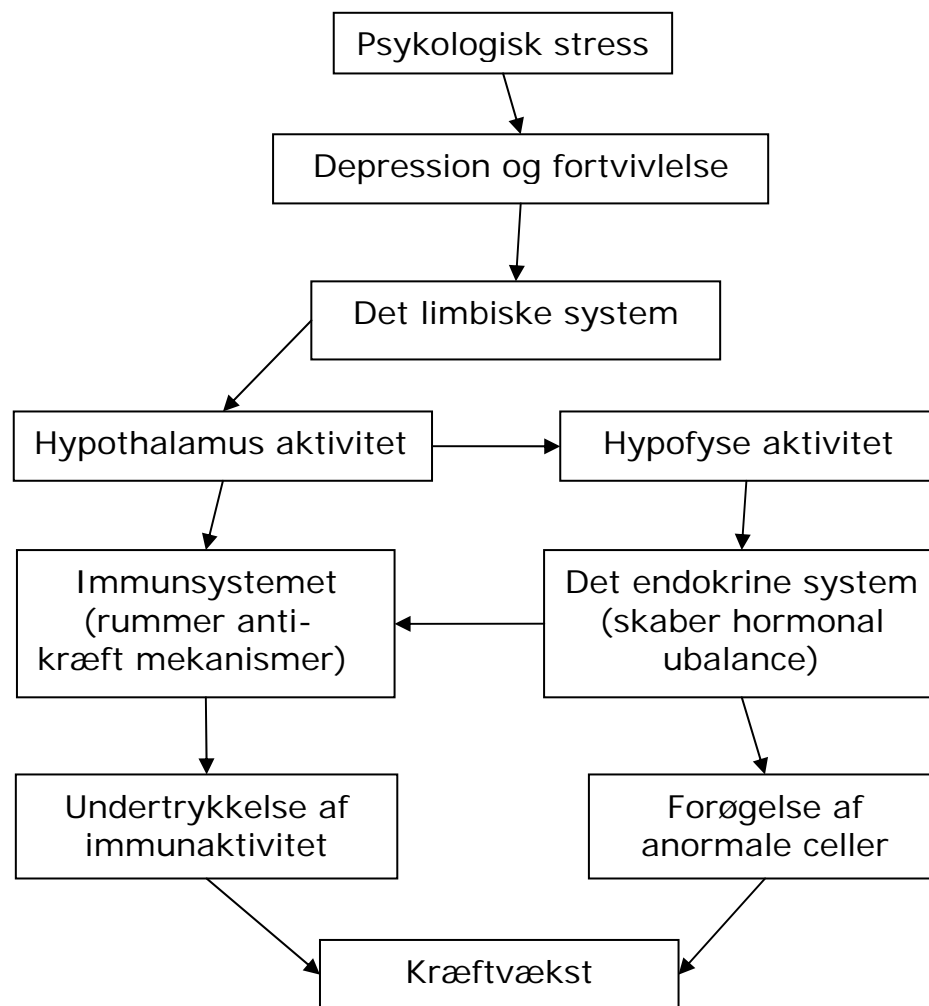 Psykologisk stress
Depression og fortvivlelse
Det limbiske system
Hypothalamus aktivitet
Hypofyse aktivitet
Immunsystemet
(rummer anti-
kræft mekanismer)
Det endokrine system
(skaber hormonal
ubalance)
Undertrykkelse af
immunaktivitet
Forøgelse af
anormale celler
Kræftvækst